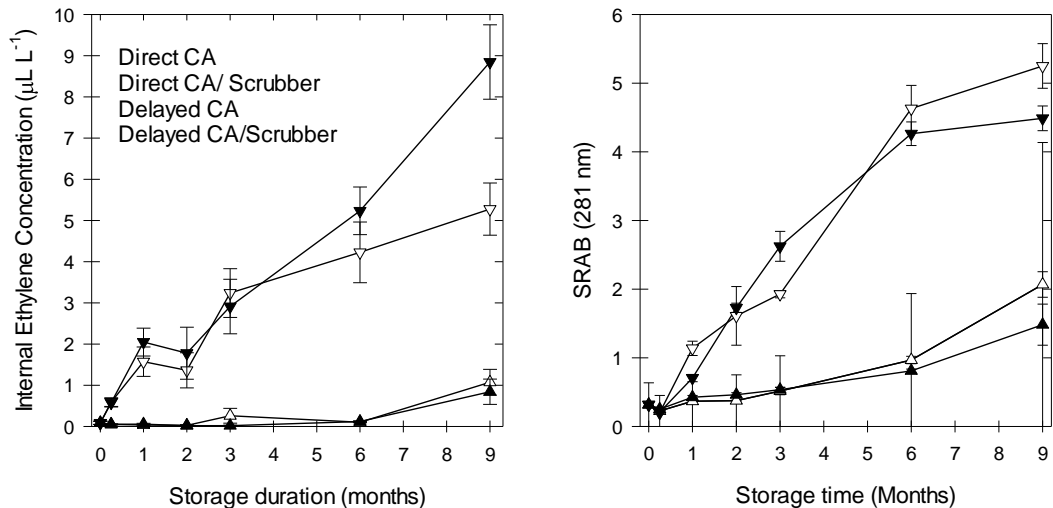 10
9
8
7
6
5
4
3
2
1
0
Internal Ethylene Concentration (µL L-1)
Direct CA
Direct CA/ Scrubber
Delayed CA
Delayed CA/Scrubber
0 1 2 3 4 5 6 7 8 9
Storage duration (months)
6
5
4
3
2
1
0
SRAB (281 nm)
0 1 2 3 4 5 6 7 8 9
Storage time (Months)